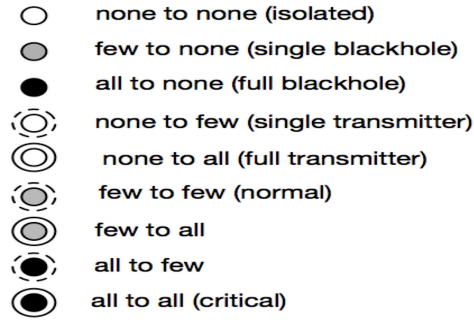 none to none (isolated)
few to none (single blackhole)
all to none (full blackhole)
none to few (single transmitter)
none to all (full transmitter)
few to few (normal)
few to all
all to few
all to all (critical)